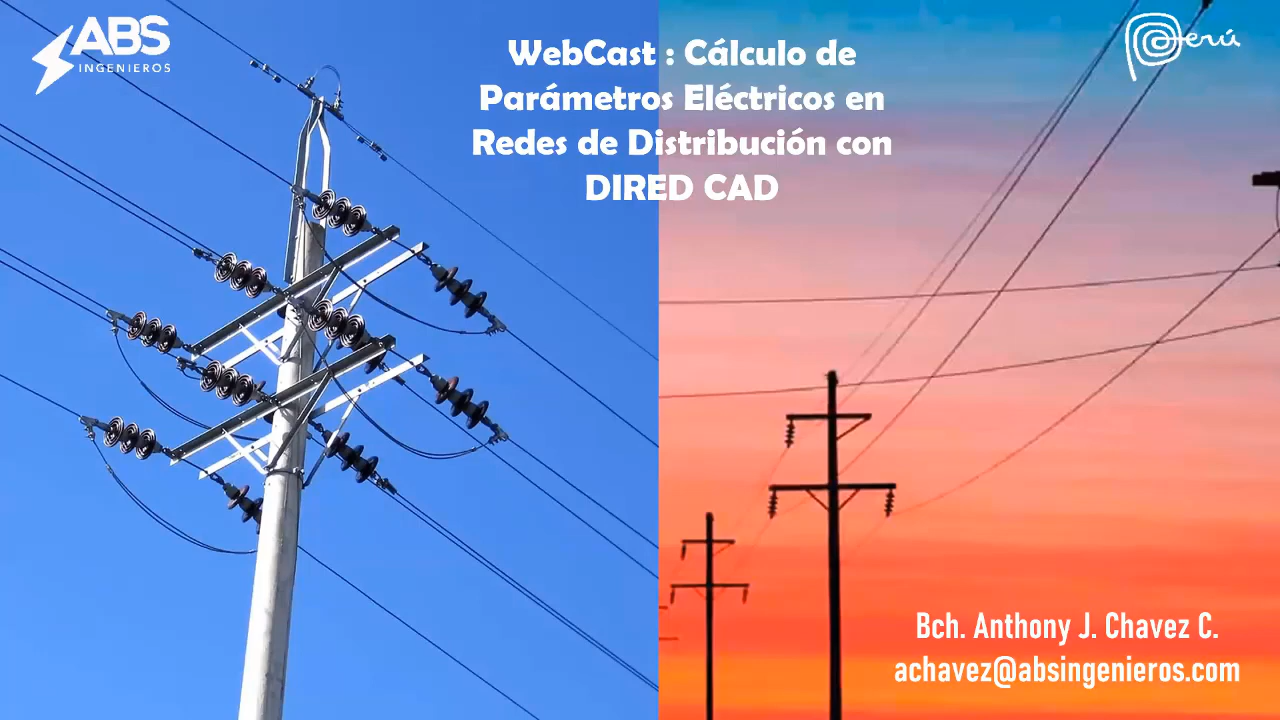 ABS
INGENIEROS
WebCast : Cálculo de
Parámetros Eléctricos en
Redes de Distribución con
DIRED CAD
Perú
Bch. Anthony J. Chavez C.
achavez@absingenieros.com